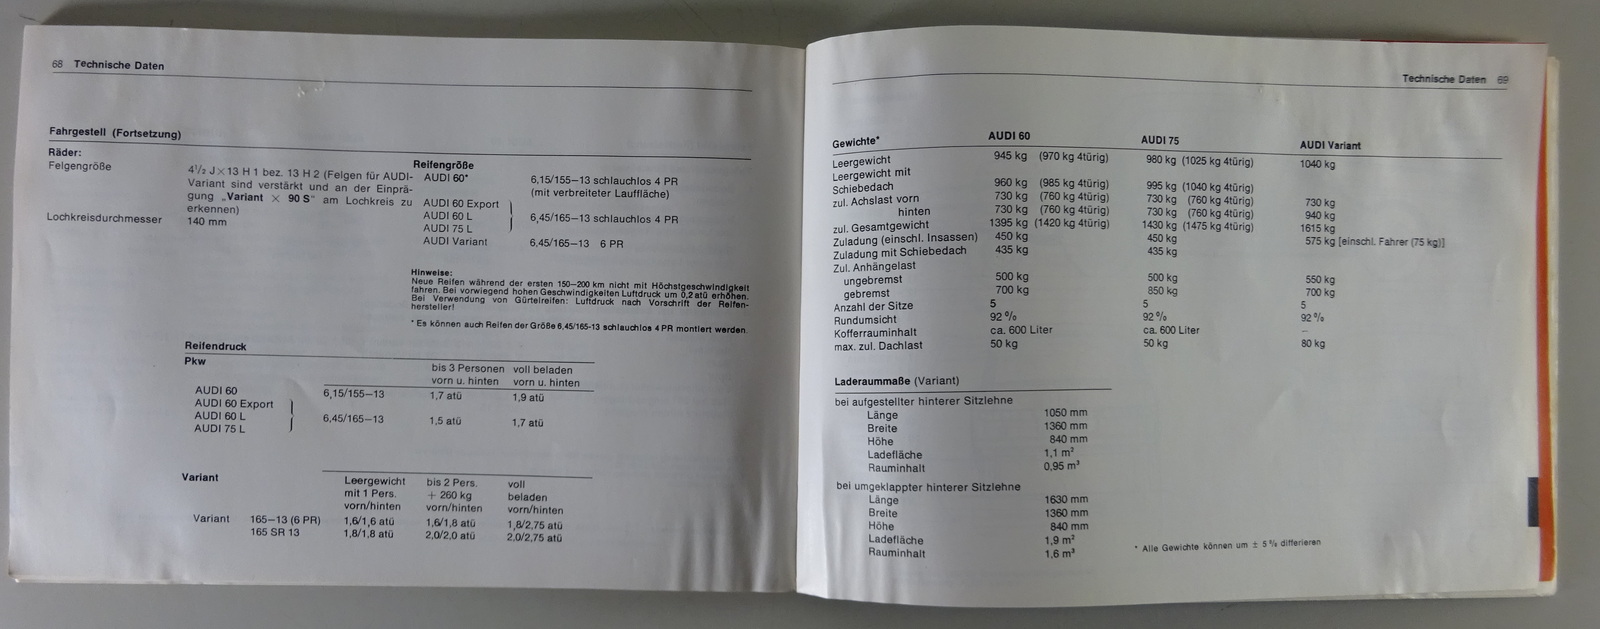 68 Technische Daten
Fahrgestell (Fortsetzung)
Räder:
Felgengröße
4½ J×13 H 1 bez. 13 H 2 (Felgen für AUDI-
Variant sind verstärkt und an der Einprä-
gung „Variant × 90 S" am Lochkreis zu
erkennen)
Lochkreisdurchmesser 140 mm
Reifengröße
AUDI 60* 6,15/155–13 schlauchlos 4 PR
(mit verbreiteter Lauffläche)
AUDI 60 Export
AUDI 60 L 6,45/165–13 schlauchlos 4 PR
AUDI 75 L
AUDI Variant 6,45/165–13 6 PR
Hinweise:
Neue Reifen während der ersten 150–200 km nicht mit Höchstgeschwindigkeit
fahren. Bei vorwiegend hohen Geschwindigkeiten Luftdruck um 0,2 atü erhöhen.
Bei Verwendung von Gürtelreifen: Luftdruck nach Vorschrift der Reifen-
hersteller!
* Es können auch Reifen der Größe 6,45/165-13 schlauchlos 4 PR montiert werden.
Reifendruck
Pkw
bis 3 Personen voll beladen
vorn u. hinten vorn u. hinten
AUDI 60 6,15/155–13 1,7 atü 1,9 atü
AUDI 60 Export
AUDI 60 L 6,45/165–13 1,5 atü 1,7 atü
AUDI 75 L
Variant
Leergewicht bis 2 Pers. voll
mit 1 Pers. + 260 kg beladen
vorn/hinten vorn/hinten vorn/hinten
Variant 165–13 (6 PR) 1,6/1,6 atü 1,6/1,8 atü 1,8/2,75 atü
165 SR 13 1,8/1,8 atü 2,0/2,0 atü 2,0/2,75 atü
Technische Daten 69
Gewichte* AUDI 60 AUDI 75 AUDI Variant
Leergewicht 945 kg (970 kg 4türig) 980 kg (1025 kg 4türig) 1040 kg
Leergewicht mit
Schiebedach 960 kg (985 kg 4türig) 995 kg (1040 kg 4türig)
zul. Achslast vorn 730 kg (760 kg 4türig) 730 kg (760 kg 4türig) 730 kg
hinten 730 kg (760 kg 4türig) 730 kg (760 kg 4türig) 940 kg
zul. Gesamtgewicht 1395 kg (1420 kg 4türig) 1430 kg (1475 kg 4türig) 1615 kg
Zuladung (einschl. Insassen) 450 kg 450 kg 575 kg [einschl. Fahrer (75 kg)]
Zuladung mit Schiebedach 435 kg 435 kg
Zul. Anhängelast
ungebremst 500 kg 500 kg 550 kg
gebremst 700 kg 850 kg 700 kg
Anzahl der Sitze 5 5 5
Rundumsicht 92 % 92 % 92 %
Kofferrauminhalt ca. 600 Liter ca. 600 Liter –
max. zul. Dachlast 50 kg 50 kg 80 kg
Laderaummaße (Variant)
bei aufgestellter hinterer Sitzlehne
Länge 1050 mm
Breite 1360 mm
Höhe 840 mm
Ladefläche 1,1 m²
Rauminhalt 0,95 m³
bei umgeklappter hinterer Sitzlehne
Länge 1630 mm
Breite 1360 mm
Höhe 840 mm
Ladefläche 1,9 m²
Rauminhalt 1,6 m³
* Alle Gewichte können um ± 5 % differieren